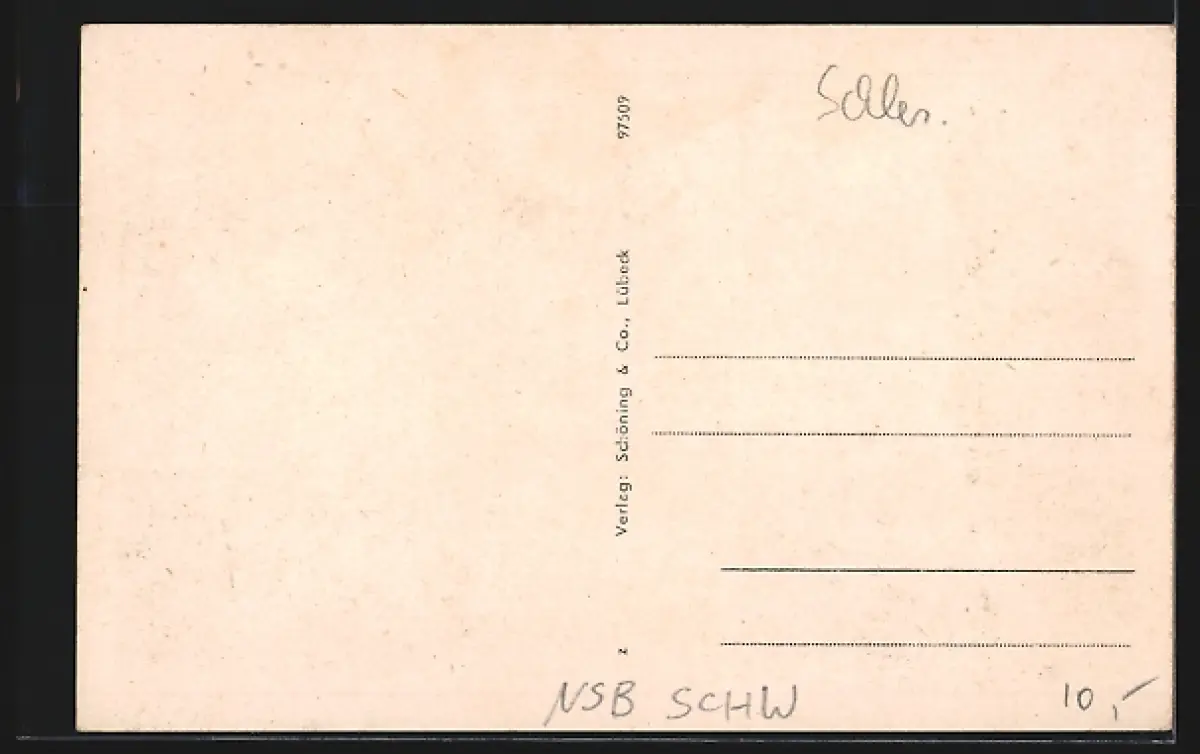 Schles.
97509
Verlag: Schöning & Co., Lübeck
z
NSB SCHW
10,-